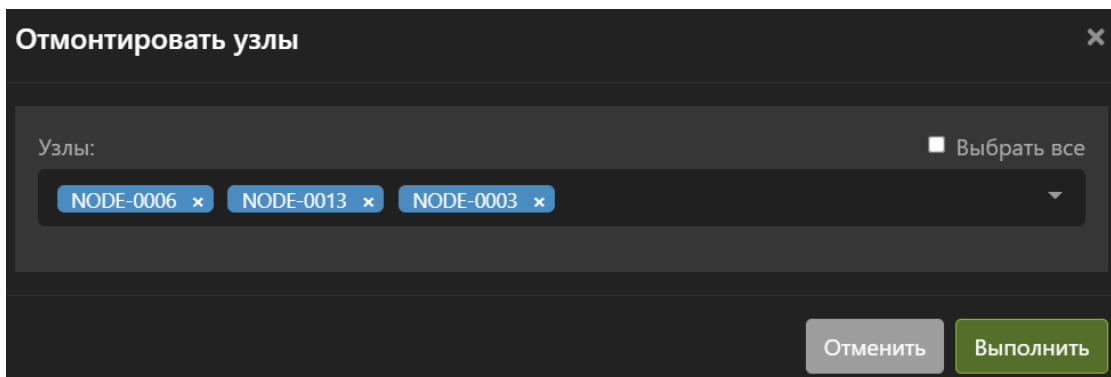 Отмонтировать узлы ×
Узлы: Выбрать все
NODE-0006 × NODE-0013 × NODE-0003 ×
Отменить Выполнить